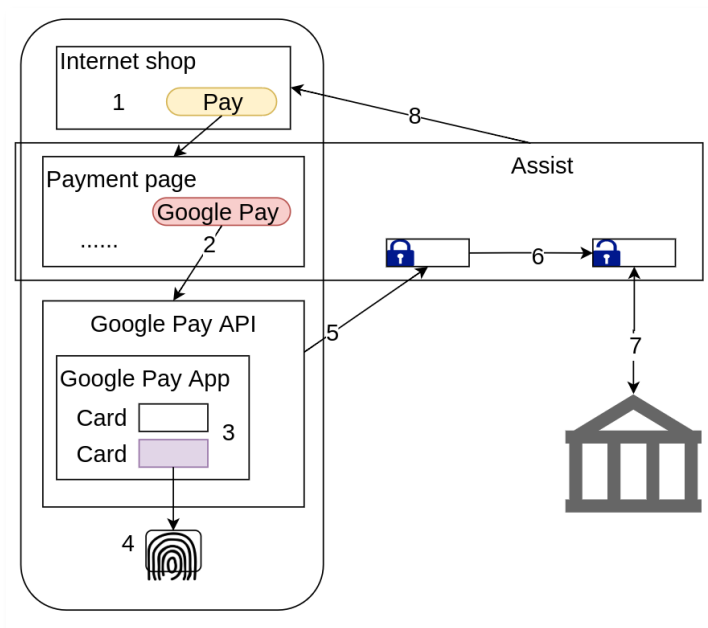 Internet shop
1
Pay
8
Assist
Payment page
Google Pay
......
2
6
Google Pay API
5
7
Google Pay App
Card
3
Card
4